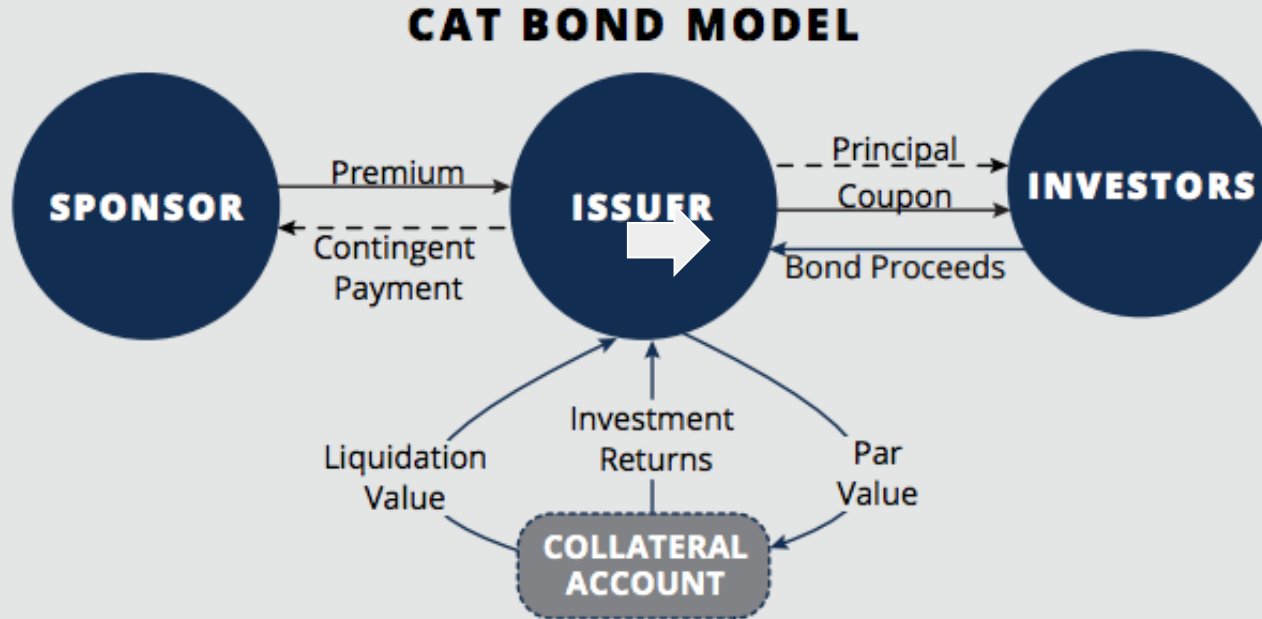 CAT BOND MODEL
SPONSOR
Premium
Contingent
Payment
ISSUER
Principal
Coupon
Bond Proceeds
INVESTORS
Liquidation
Value
Investment
Returns
Par
Value
COLLATERAL
ACCOUNT